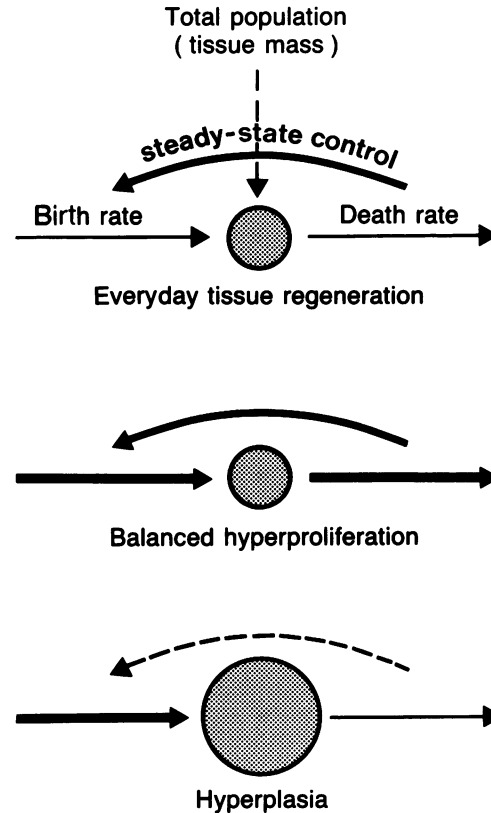 Total population
( tissue mass )
steady-state control
Birth rate
Death rate
Everyday tissue regeneration
Balanced hyperproliferation
Hyperplasia